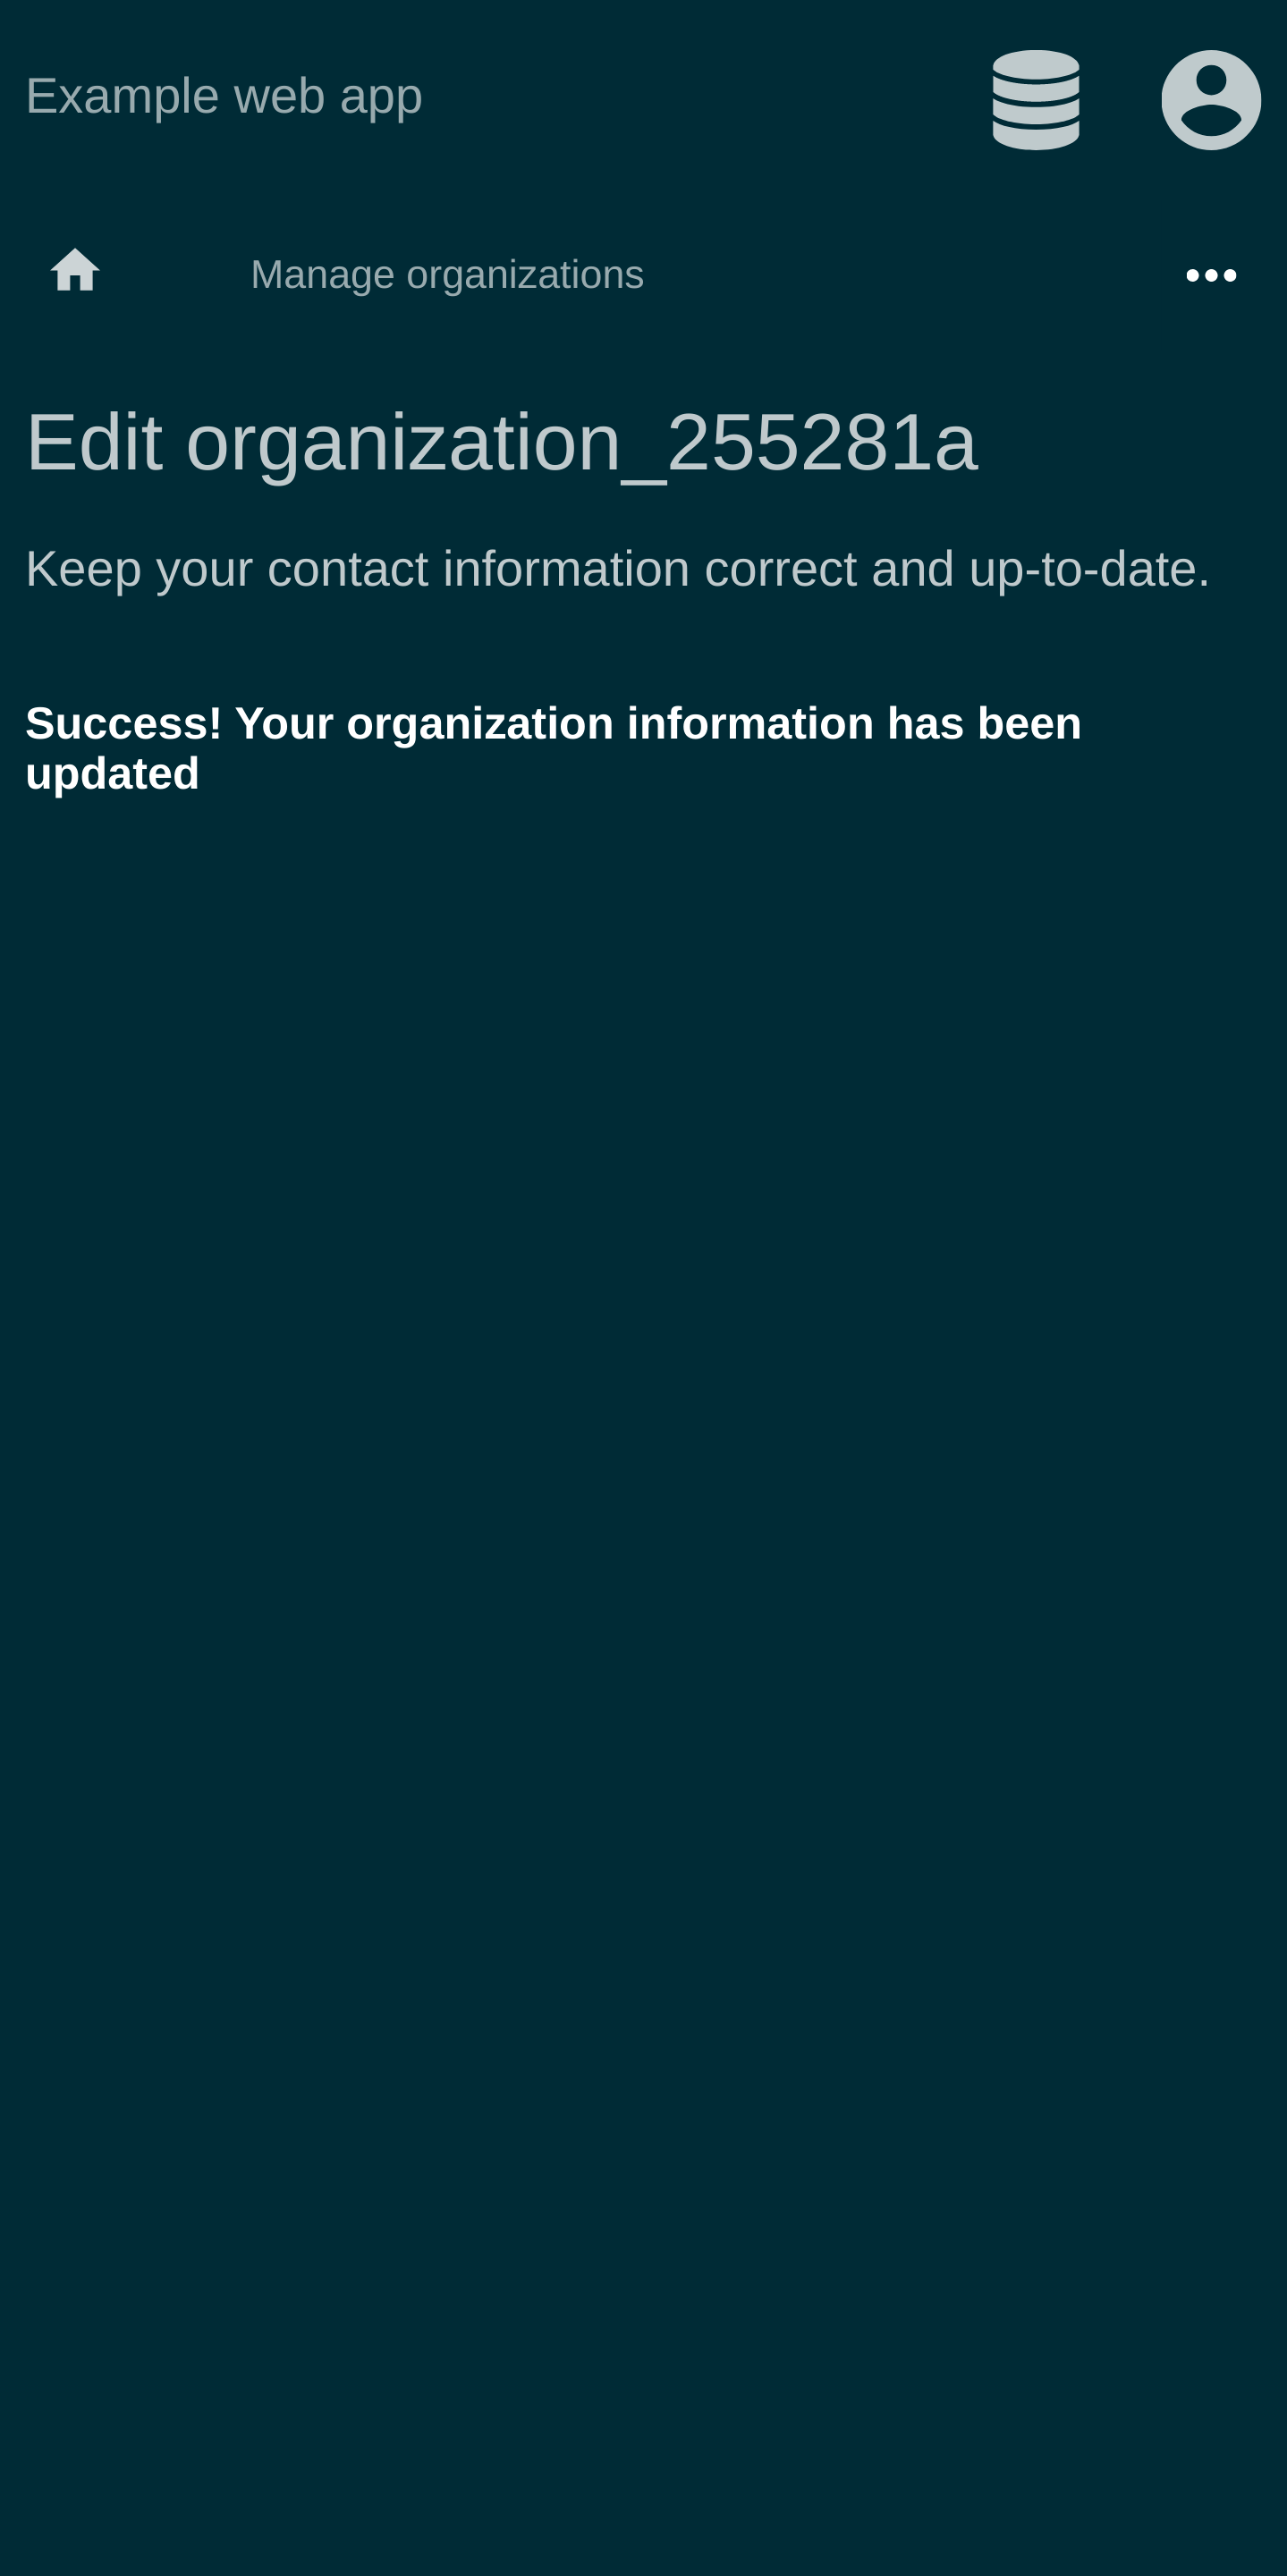 Example web app
Manage organizations
Edit organization_255281a
Keep your contact information correct and up-to-date.
Success! Your organization information has been
updated